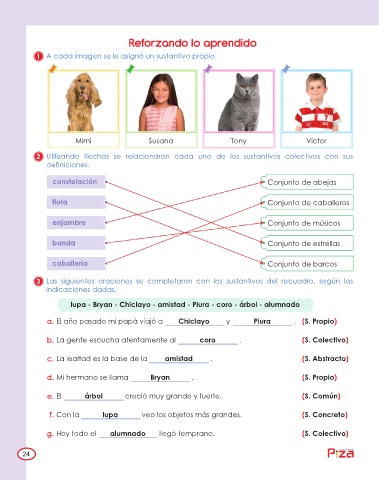 Reforzando lo aprendido
1 A cada imagen se le asignó un sustantivo propio.
Mimi Susana Tony Victor
2 Utilizando flechas se relacionaron cada uno de los sustantivos colectivos con sus
definiciones.
constelación Conjunto de abejas
flota Conjunto de caballeros
enjambre Conjunto de músicos
banda Conjunto de estrellas
caballería Conjunto de barcos
3 Las siguientes oraciones se completaron con los sustantivos del recuadro, según las
indicaciones dadas.
lupa - Bryan - Chiclayo - amistad - Piura - coro - árbol - alumnado
a. El año pasado mi papá viajó a Chiclayo y Piura . (S. Propio)
b. La gente escucha atentamente al coro . (S. Colectivo)
c. La lealtad es la base de la amistad . (S. Abstracto)
d. Mi hermano se llama Bryan . (S. Propio)
e. El árbol creció muy grande y fuerte. (S. Común)
f. Con la lupa veo los objetos más grandes. (S. Concreto)
g. Hoy todo el alumnado llegó temprano. (S. Colectivo)
24